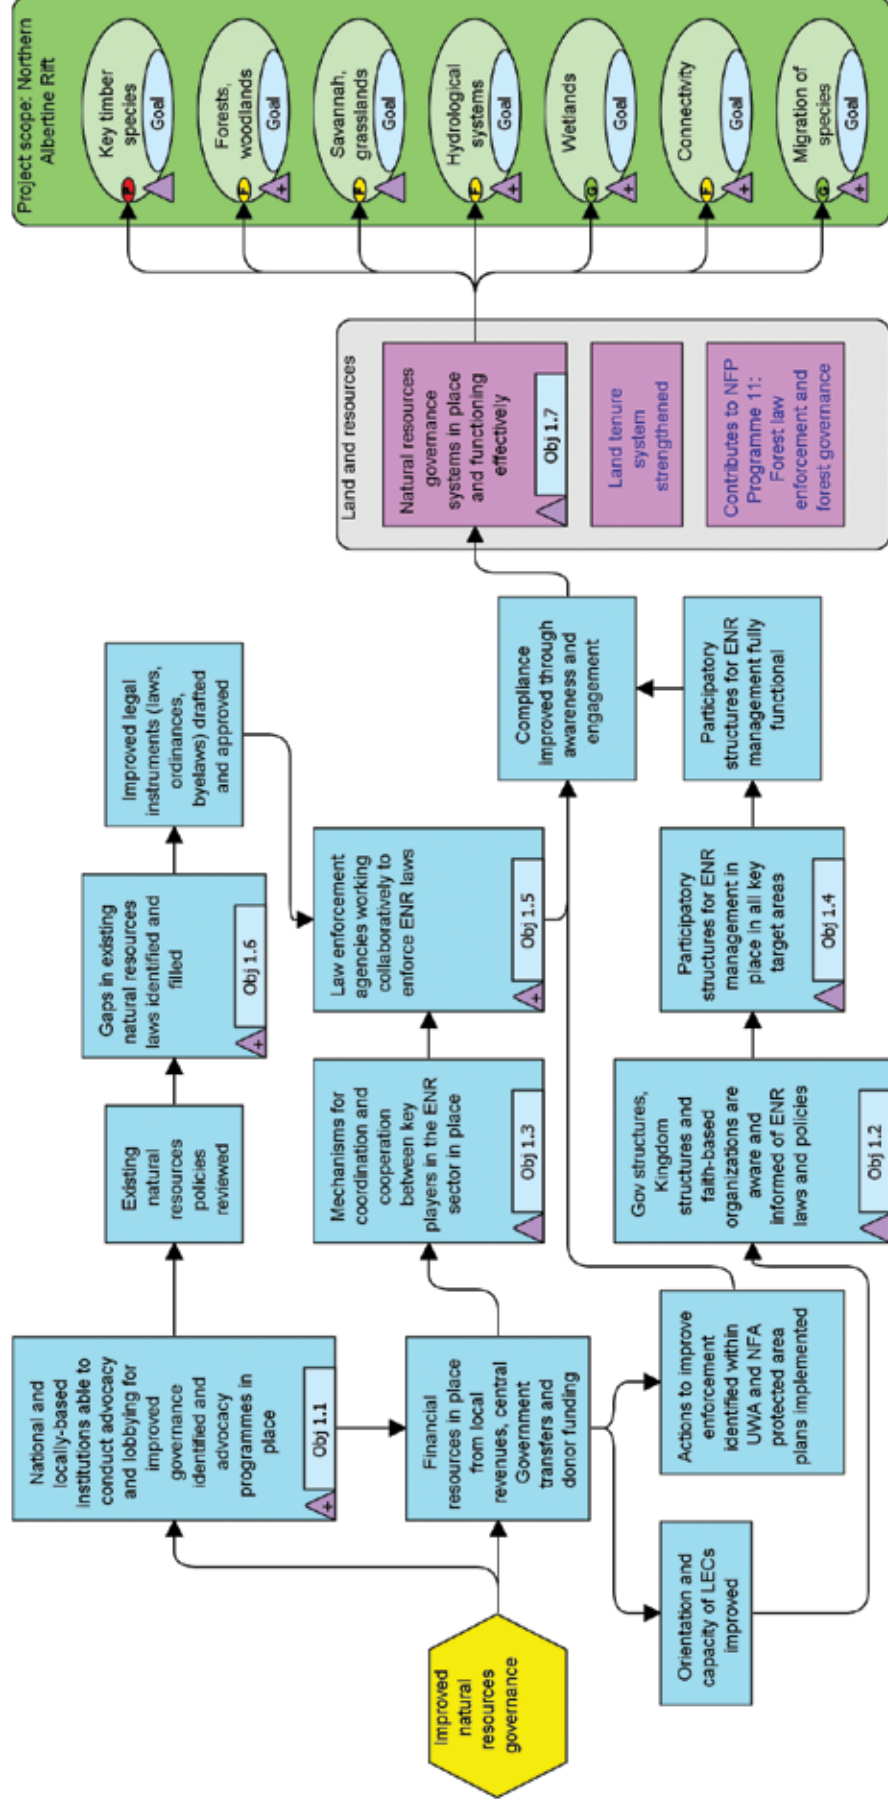 Improved
natural
resources
governance
National and
locally-based
institutions able to
conduct advocacy
and lobbying for
improved
governance
identified and
advocacy
programmes in
place
Obj 1.1
+
Existing
natural
resources
policies
reviewed
Gaps in existing
natural resources
laws identified and
filled
Obj 1.6
+
Improved legal
instruments (laws,
ordinances,
byelaws) drafted
and approved
Financial
resources in place
from local
revenues, central
Government
transfers and
donor funding
Mechanisms for
coordination and
cooperation
between key
players in the ENR
sector in place
Obj 1.3
Law enforcement
agencies working
collaboratively to
enforce ENR laws
Obj 1.5
+
Orientation and
capacity of LECs
improved
Actions to improve
enforcement
identified within
UWA and NFA
protected area
plans implemented
Gov structures,
Kingdom
structures and
faith-based
organizations are
aware and
informed of ENR
laws and policies
Obj 1.2
Participatory
structures for ENR
management in
place in all key
target areas
Obj 1.4
Participatory
structures for ENR
management fully
functional
Compliance
improved through
awareness and
engagement
Land and resources
Natural resources
governance
systems in place
and functioning
effectively
Obj 1.7
Land tenure
system
strengthened
Contributes to NFP
Programme 11:
Forest law
enforcement and
forest governance
Project scope: Northern
Albertine Rift
P
Key timber
species
Goal
F
Forests,
woodlands
Goal
+
F
Savannah,
grasslands
Goal
+
F
Hydrological
systems
Goal
+
G
Wetlands
Goal
+
F
Connectivity
Goal
+
G
Migration of
species
Goal
+